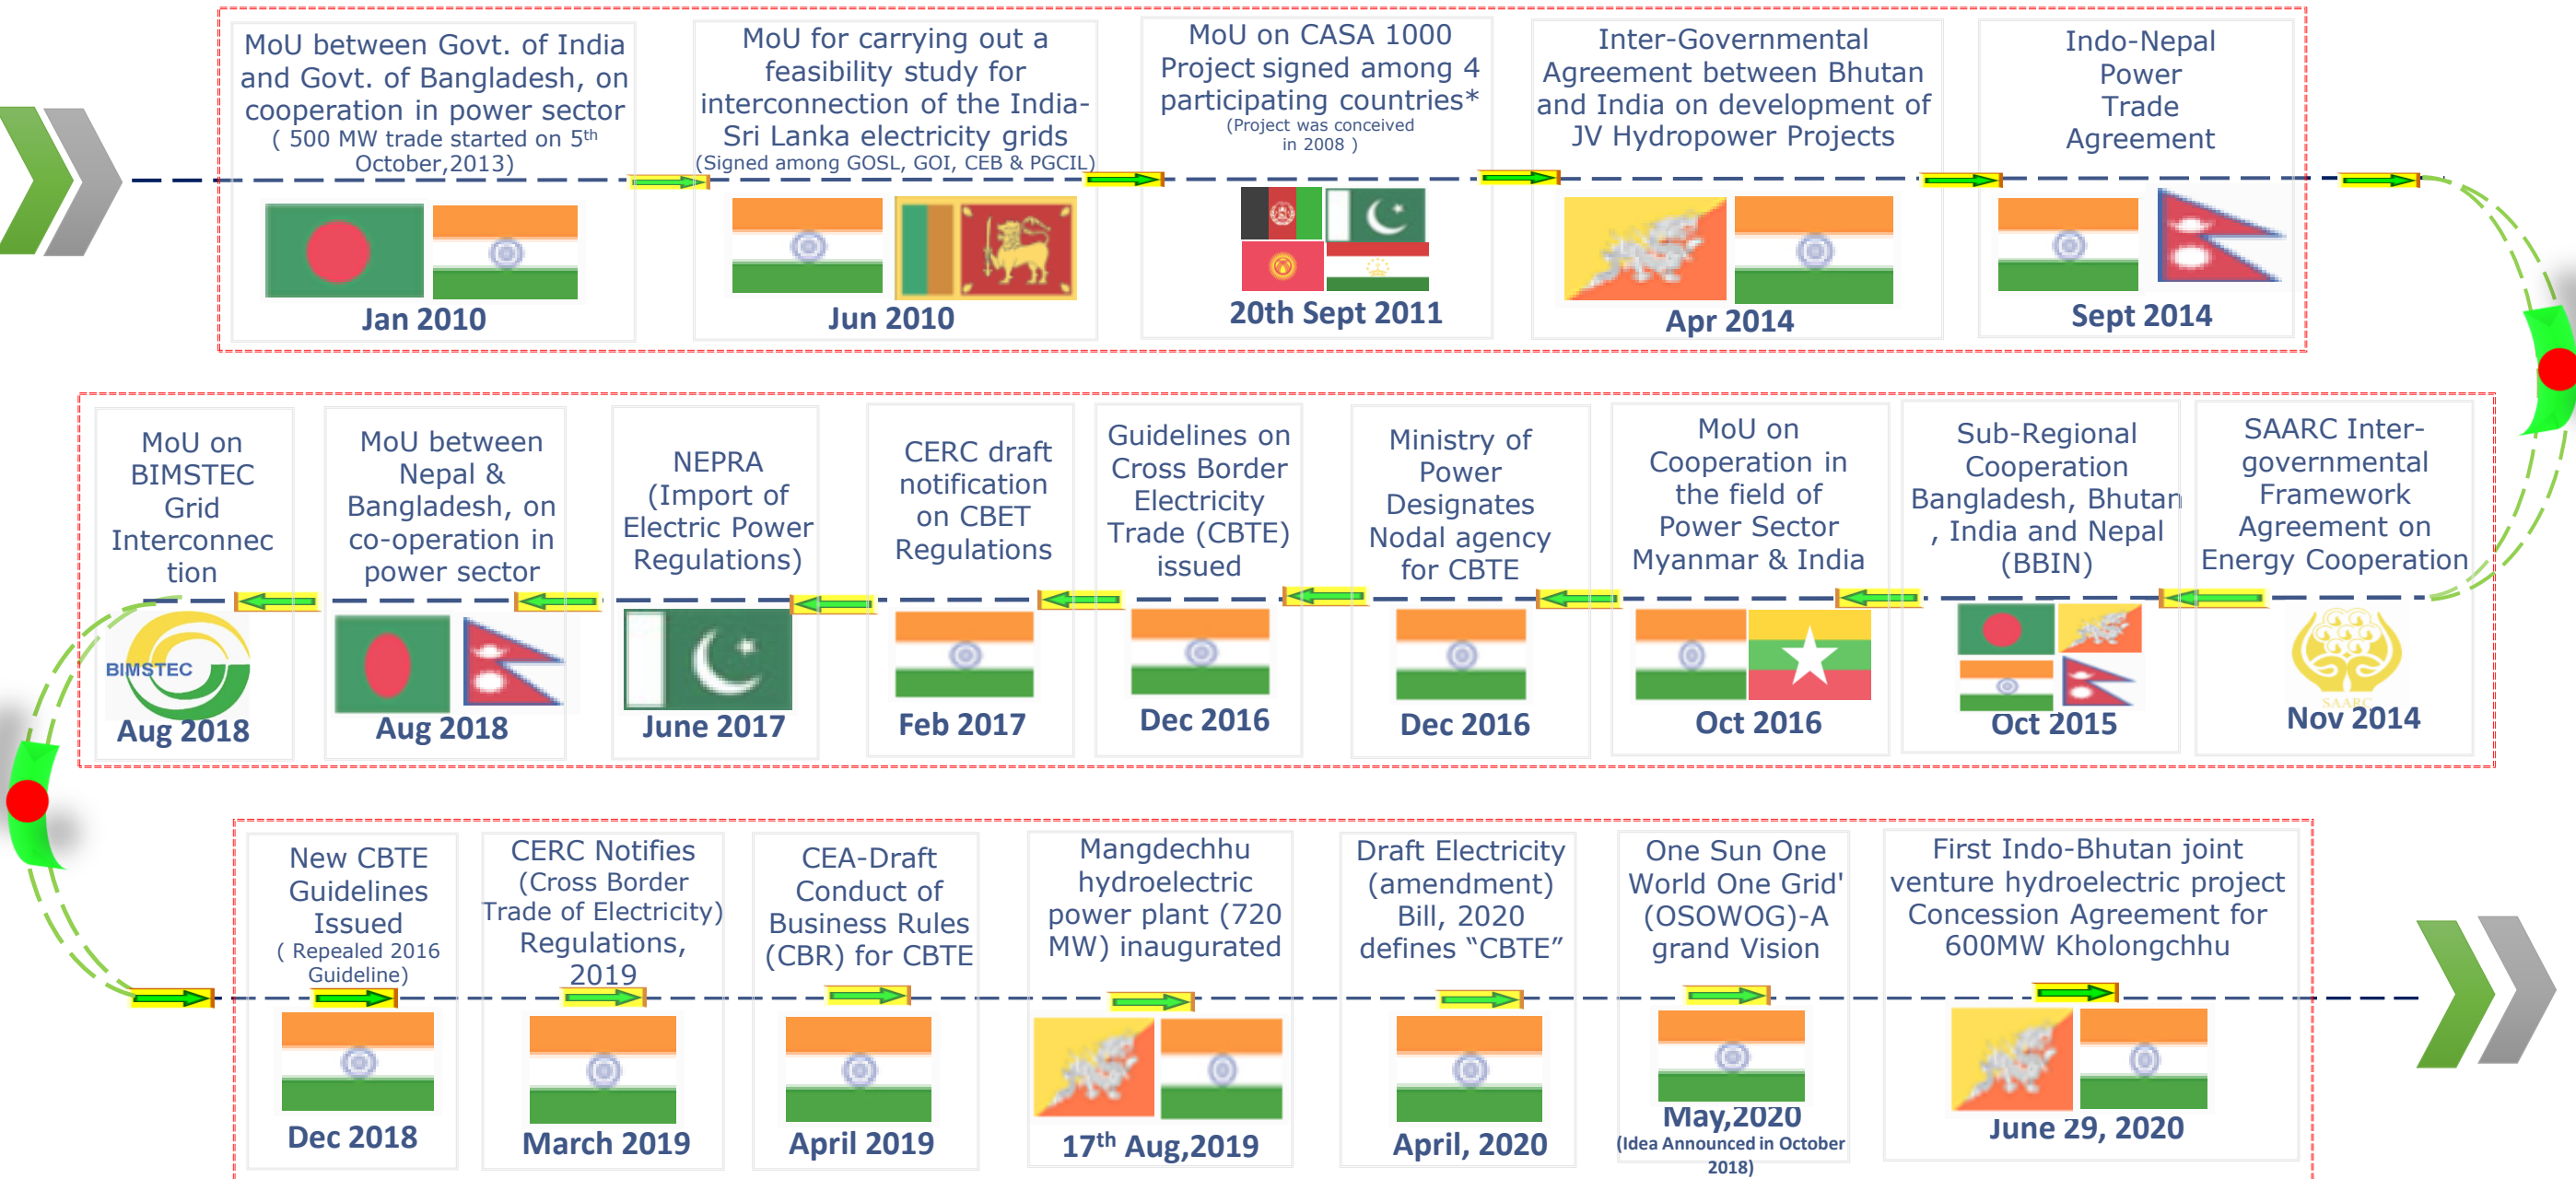 MoU between Govt. of India
and Govt. of Bangladesh, on
cooperation in power sector
( 500 MW trade started on 5th
October,2013)
Jan 2010
MoU for carrying out a
feasibility study for
interconnection of the India-
Sri Lanka electricity grids
(Signed among GOSL, GOI, CEB & PGCIL)
Jun 2010
MoU on CASA 1000
Project signed among 4
participating countries*
(Project was conceived
in 2008 )
20th Sept 2011
Inter-Governmental
Agreement between Bhutan
and India on development of
JV Hydropower Projects
Apr 2014
Indo-Nepal
Power
Trade
Agreement
Sept 2014
SAARC Inter-
governmental
Framework
Agreement on
Energy Cooperation
SAARC
Nov 2014
Sub-Regional
Cooperation
Bangladesh, Bhutan
, India and Nepal
(BBIN)
Oct 2015
MoU on
Cooperation in
the field of
Power Sector
Myanmar & India
Oct 2016
Ministry of
Power
Designates
Nodal agency
for CBTE
Dec 2016
Guidelines on
Cross Border
Electricity
Trade (CBTE)
issued
Dec 2016
CERC draft
notification
on CBET
Regulations
Feb 2017
NEPRA
(Import of
Electric Power
Regulations)
June 2017
MoU between
Nepal &
Bangladesh, on
co-operation in
power sector
Aug 2018
MoU on
BIMSTEC
Grid
Interconnec
tion
BIMSTEC
Aug 2018
New CBTE
Guidelines
Issued
( Repealed 2016
Guideline)
Dec 2018
CERC Notifies
(Cross Border
Trade of Electricity)
Regulations,
2019
March 2019
CEA-Draft
Conduct of
Business Rules
(CBR) for CBTE
April 2019
Mangdechhu
hydroelectric
power plant (720
MW) inaugurated
17th Aug,2019
Draft Electricity
(amendment)
Bill, 2020
defines “CBTE”
April, 2020
One Sun One
World One Grid'
(OSOWOG)-A
grand Vision
May,2020
(Idea Announced in October
2018)
First Indo-Bhutan joint
venture hydroelectric project
Concession Agreement for
600MW Kholongchhu
June 29, 2020